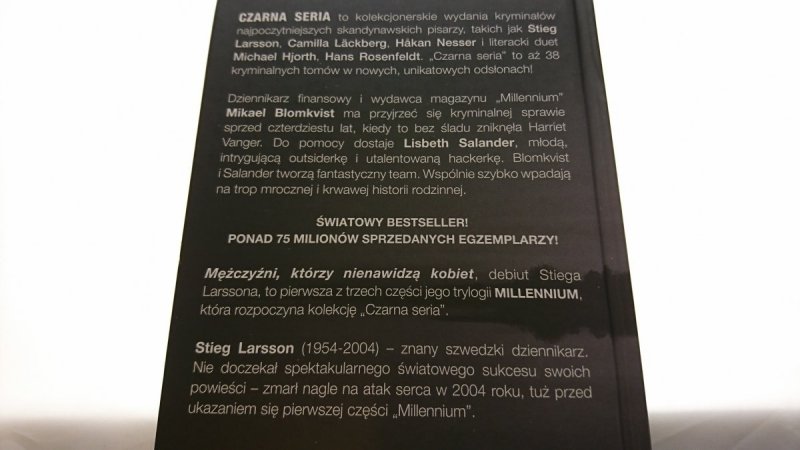 CZARNA SERIA to kolekcjonerskie wydania kryminałów
najpoczytniejszych skandynawskich pisarzy, takich jak Stieg
Larsson, Camilla Läckberg, Håkan Nesser i literacki duet
Michael Hjorth, Hans Rosenfeldt. „Czarna seria” to aż 38
kryminalnych tomów w nowych, unikatowych odsłonach!
Dziennikarz finansowy i wydawca magazynu „Millennium”
Mikael Blomkvist ma przyjrzeć się kryminalnej sprawie
sprzed czterdziestu lat, kiedy to bez śladu zniknęła Harriet
Vanger. Do pomocy dostaje Lisbeth Salander, młodą,
intrygującą outsiderkę i utalentowaną hackerkę. Blomkvist
i Salander tworzą fantastyczny team. Wspólnie szybko wpadają
na trop mrocznej i krwawej historii rodzinnej.
ŚWIATOWY BESTSELLER!
PONAD 75 MILIONÓW SPRZEDANYCH EGZEMPLARZY!
Mężczyźni, którzy nienawidzą kobiet, debiut Stiega
Larssona, to pierwsza z trzech części jego trylogii MILLENNIUM,
która rozpoczyna kolekcję „Czarna seria”.
Stieg Larsson (1954-2004) – znany szwedzki dziennikarz.
Nie doczekał spektakularnego światowego sukcesu swoich
powieści – zmarł nagle na atak serca w 2004 roku, tuż przed
ukazaniem się pierwszej części „Millennium”.